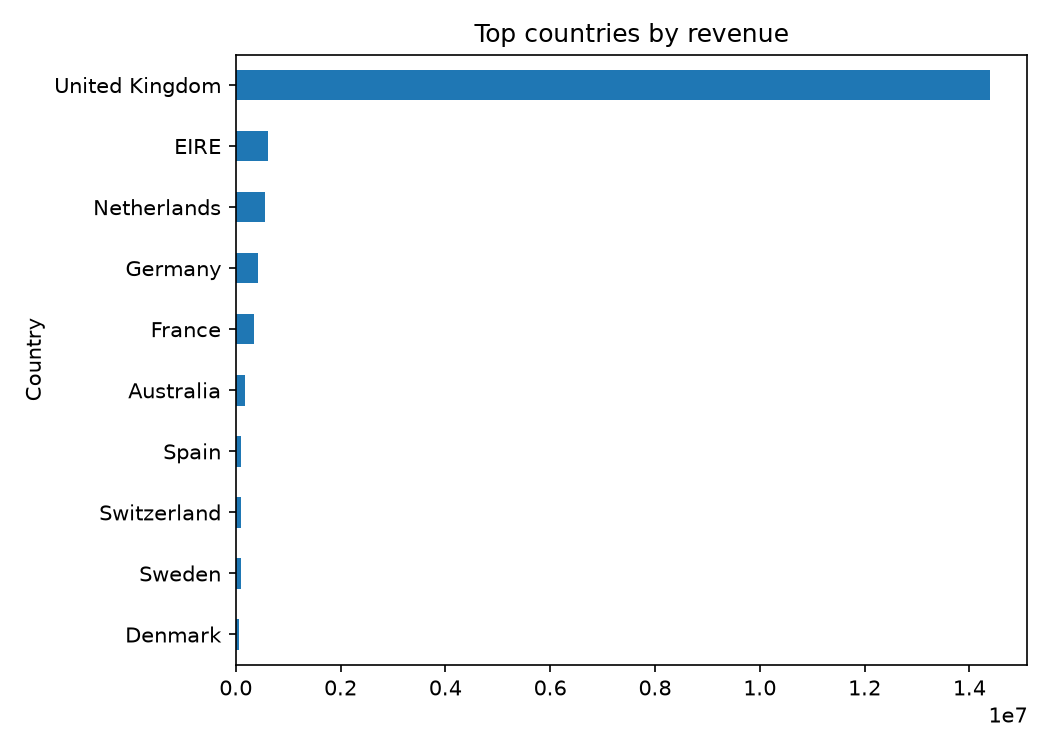 Top countries by revenue
United Kingdom
EIRE
Netherlands
Germany
France
Australia
Spain
Switzerland
Sweden
Denmark
Country
0.0 0.2 0.4 0.6 0.8 1.0 1.2 1.4
1e7